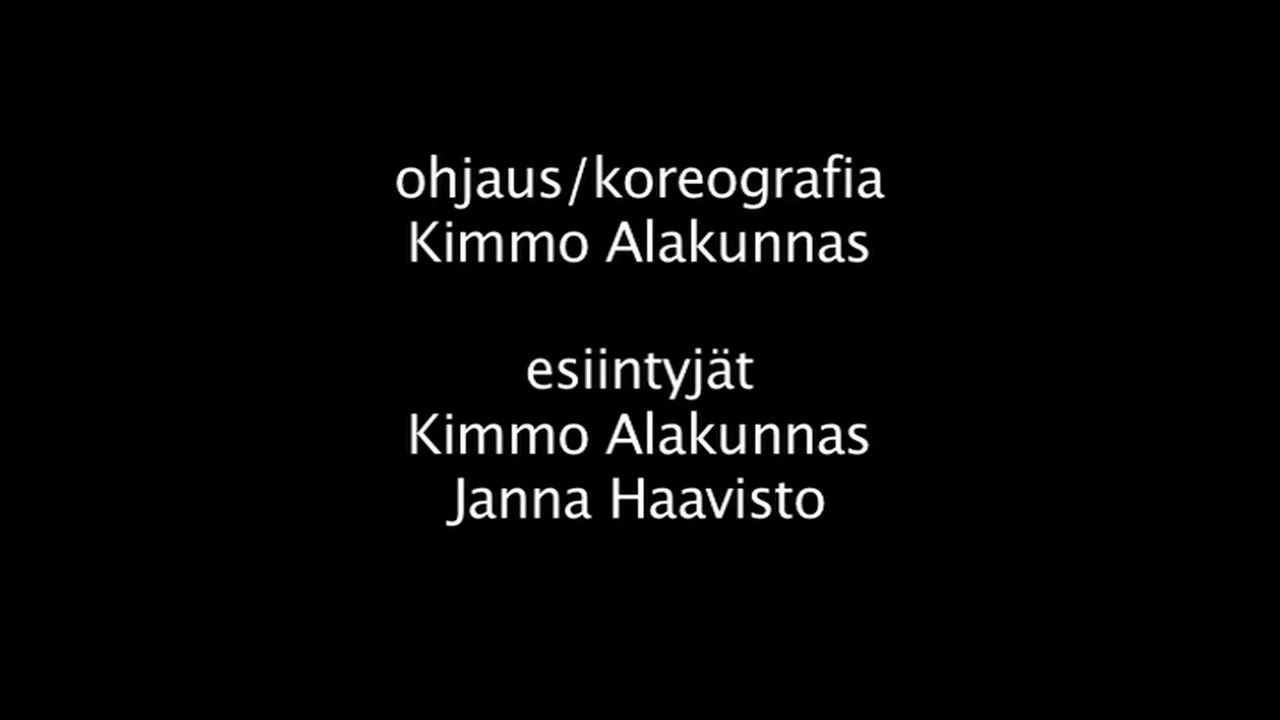 ohjaus/koreografia
Kimmo Alakunnas
esiintyjät
Kimmo Alakunnas
Janna Haavisto